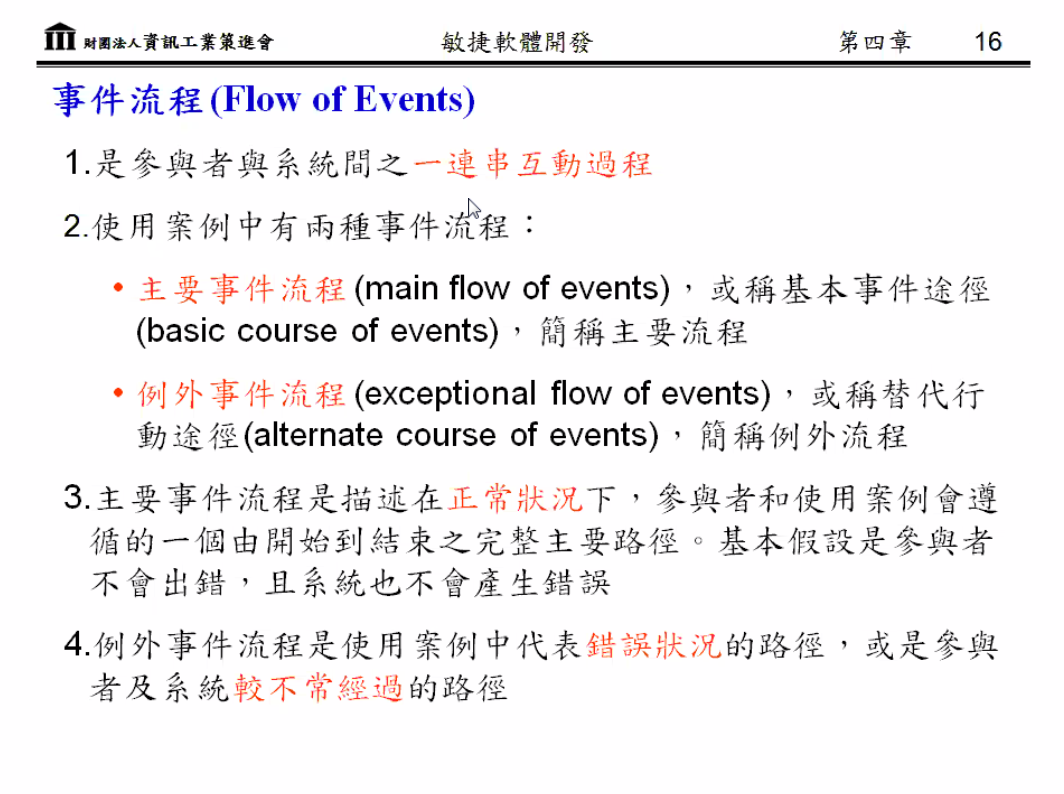 財團法人資訊工業策進會 敏捷軟體開發 第四章 16
事件流程(Flow of Events)
1.是參與者與系統間之一連串互動過程
2.使用案例中有兩種事件流程：
•主要事件流程(main flow of events)，或稱基本事件途徑
(basic course of events)，簡稱主要流程
•例外事件流程(exceptional flow of events)，或稱替代行
動途徑(alternate course of events)，簡稱例外流程
3.主要事件流程是描述在正常狀況下，參與者和使用案例會遵
循的一個由開始到結束之完整主要路徑。基本假設是參與者
不會出錯，且系統也不會產生錯誤
4.例外事件流程是使用案例中代表錯誤狀況的路徑，或是參與
者及系統較不常經過的路徑